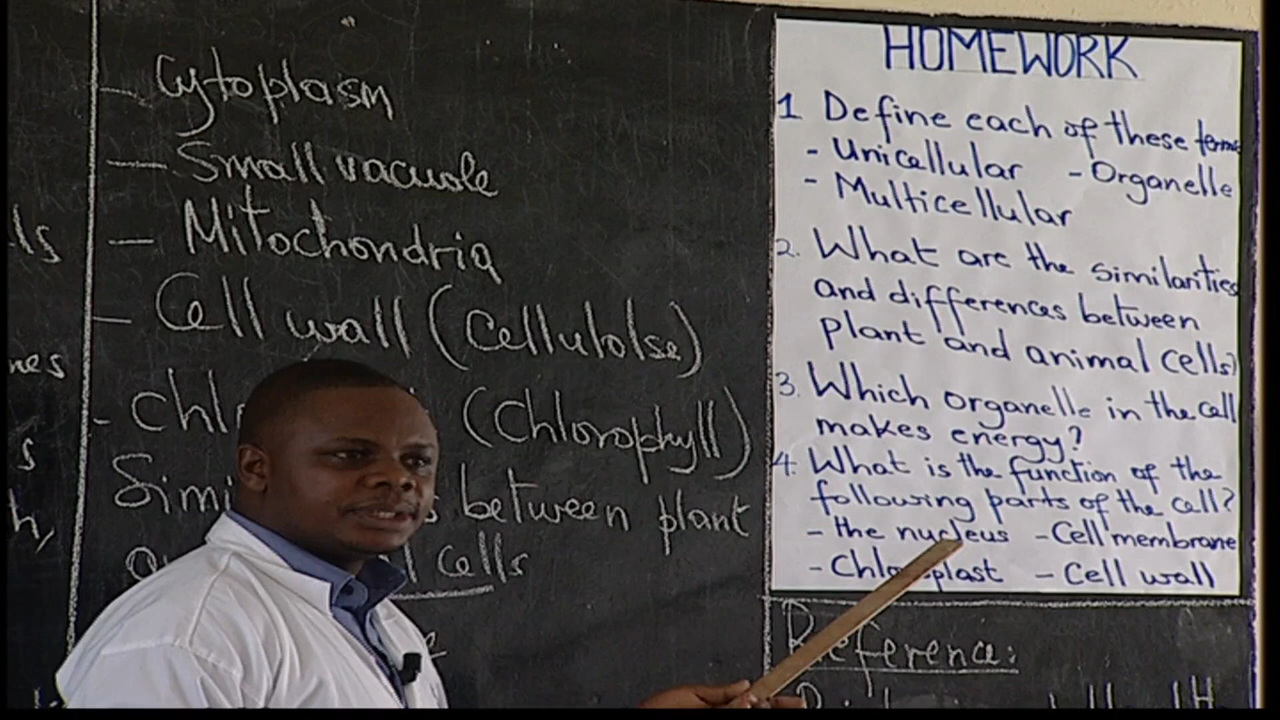 - Cytoplasm
- Small vacuole
- Mitochondria
- Cell wall (Cellulolse)
(Chlorophyll)
between plant
cells
HOMEWORK
1 Define each of these terms
- Unicellular - Organelle
- Multicellular
2. What are the similarities
and differences between
plant and animal cells?
3. Which organelle in the cell
makes energy?
4. What is the function of the
following parts of the cell?
- the nucleus - Cell membrane
- Chloroplast - Cell wall
Reference: